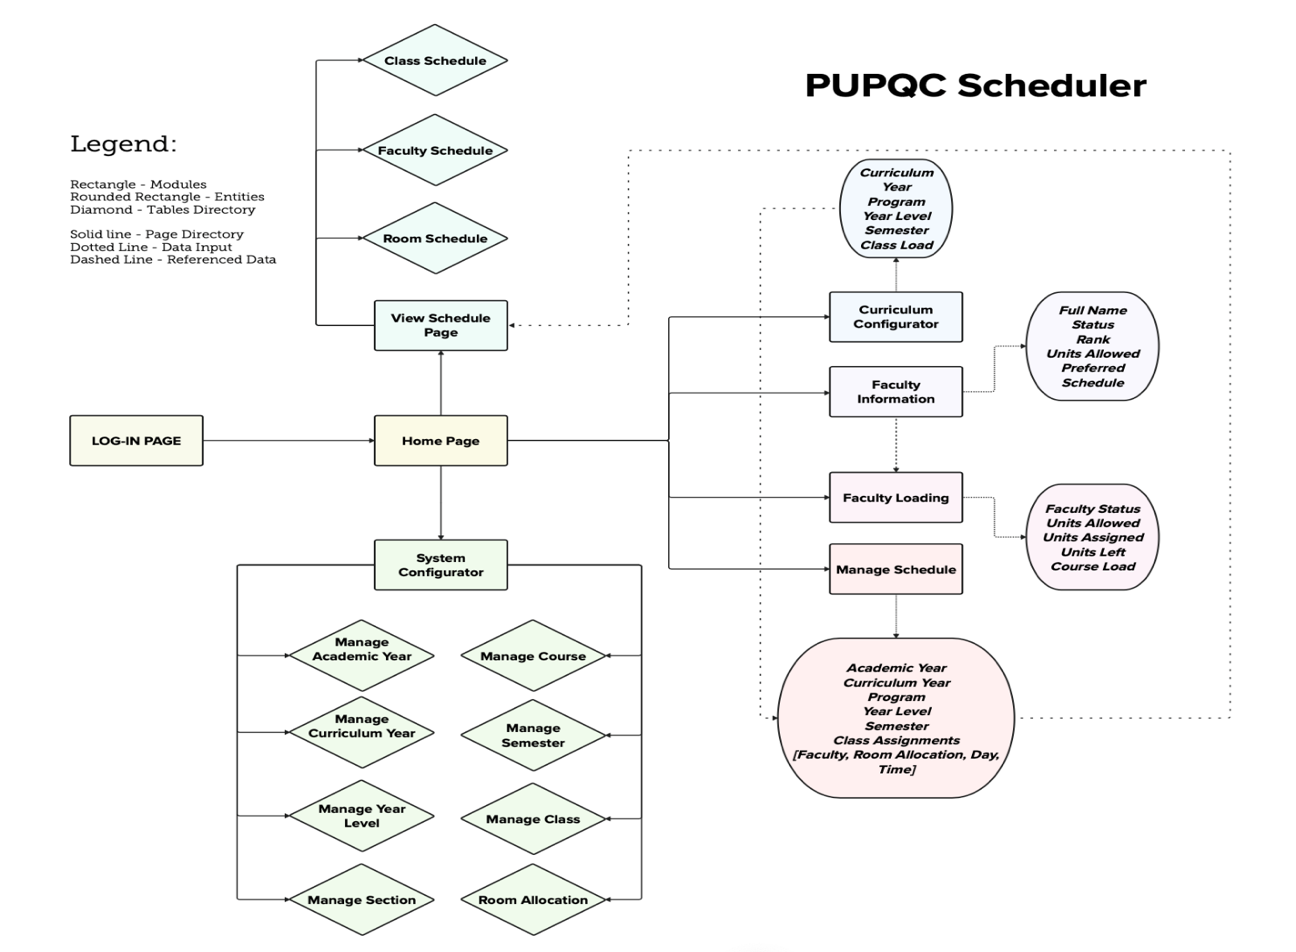 PUPQC Scheduler
Legend:
Rectangle - Modules
Rounded Rectangle - Entities
Diamond - Tables Directory
Solid line - Page Directory
Dotted Line - Data Input
Dashed Line - Referenced Data
Class Schedule
Faculty Schedule
Room Schedule
View Schedule
Page
LOG-IN PAGE
Home Page
System
Configurator
Manage
Academic Year
Manage Course
Manage
Curriculum Year
Manage
Semester
Manage Year
Level
Manage Class
Manage Section
Room Allocation
Curriculum
Year
Program
Year Level
Semester
Class Load
Curriculum
Configurator
Full Name
Status
Rank
Units Allowed
Preferred
Schedule
Faculty
Information
Faculty Loading
Faculty Status
Units Allowed
Units Assigned
Units Left
Course Load
Manage Schedule
Academic Year
Curriculum Year
Program
Year Level
Semester
Class Assignments
[Faculty, Room Allocation, Day,
Time]